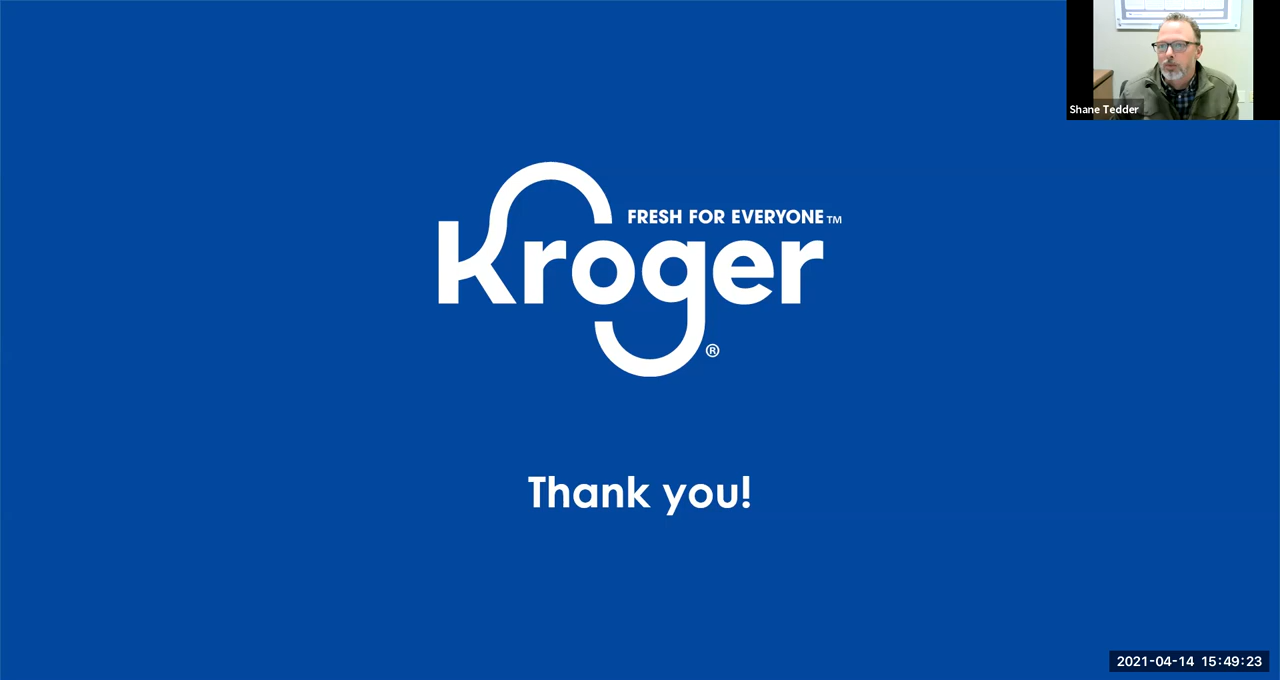 Shane Tedder
FRESH FOR EVERYONE™
Kroger
®
Thank you!
2021-04-14 15:49:23